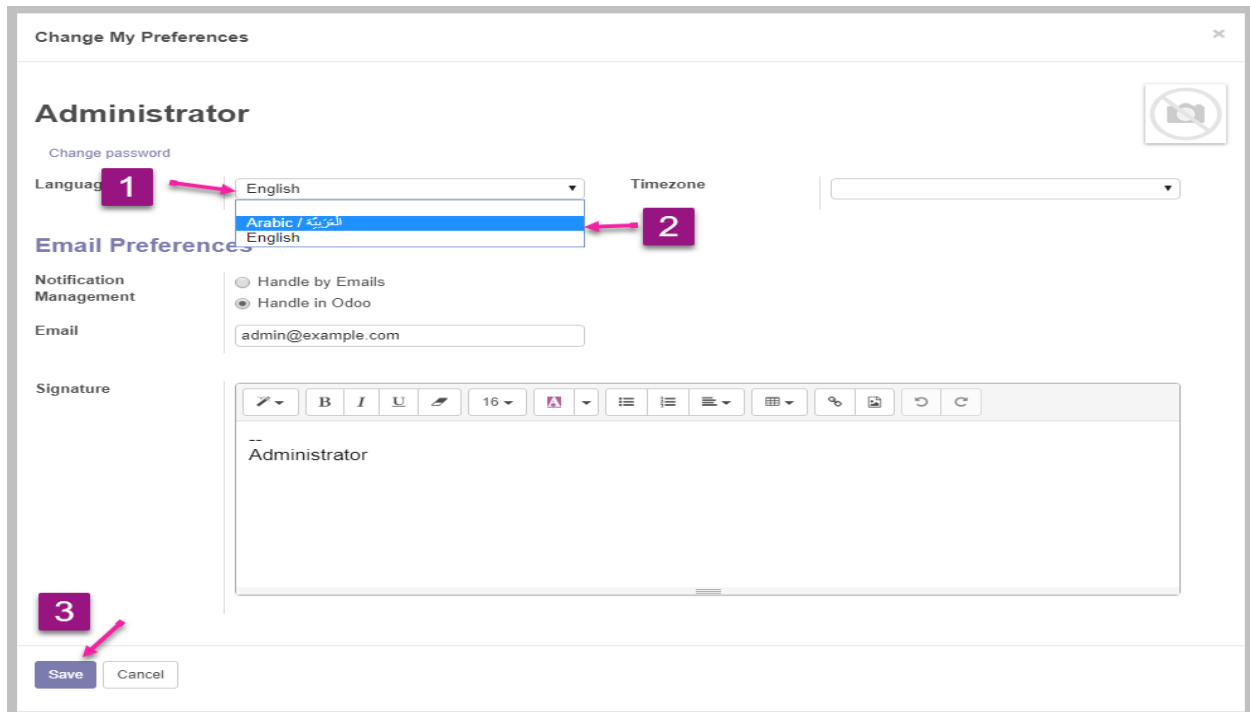 Change My Preferences ×
Administrator
Change password
Languag 1 English Timezone
Arabic / الْعَرَبيّة 2
English
Email Preferences
Notification Management
Handle by Emails
Handle in Odoo
Email admin@example.com
Signature
B I U 16 A
--
Administrator
3
Save Cancel